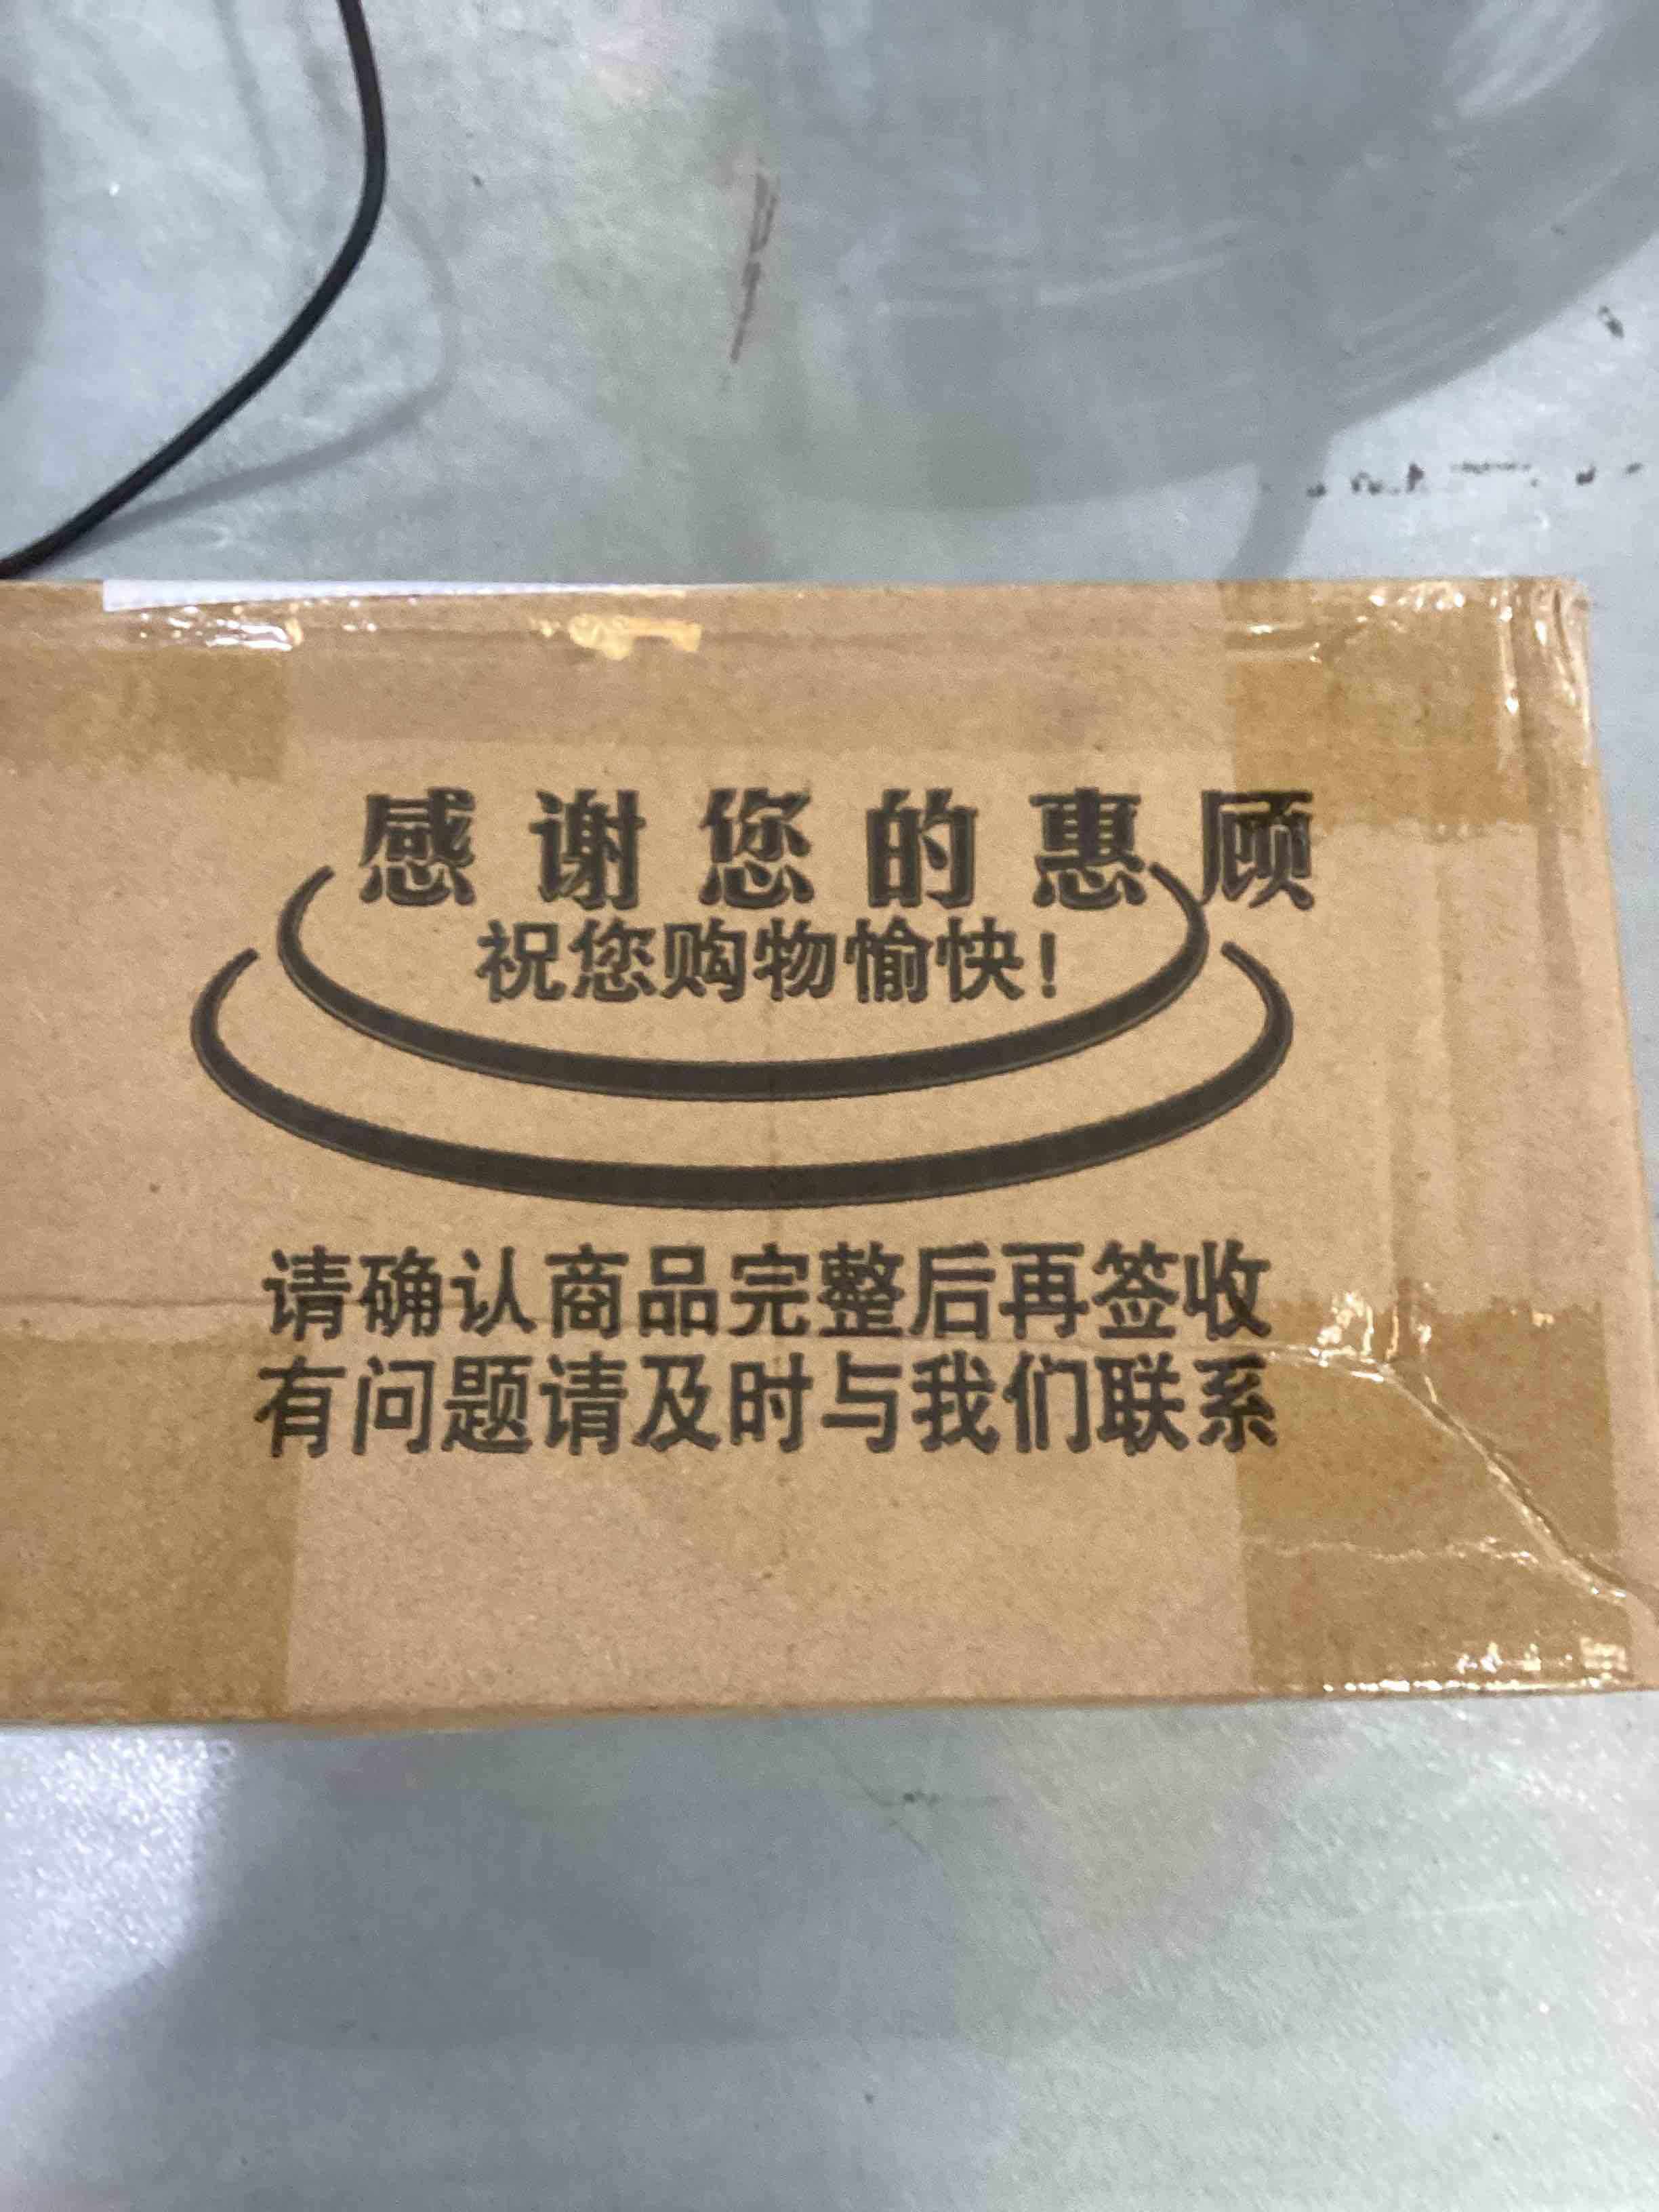 感谢您的惠顾
祝您购物愉快!
请确认商品完整后再签收
有问题请及时与我们联系